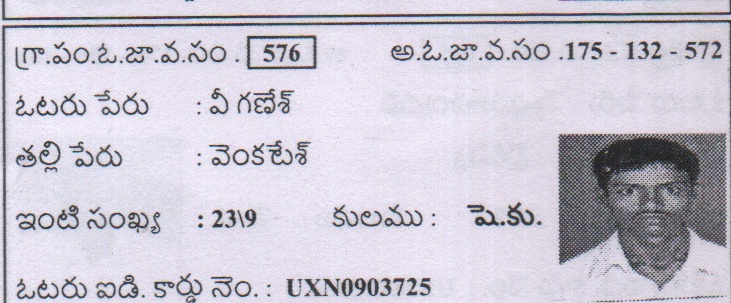 గ్రా.పం.ఓ.జా.వ.సం . 576 అ.ఓ.జా.వ.సం .175 - 132 - 572
ఓటరు పేరు : వీ గణేశ్
తల్లి పేరు : వెంకటేశ్
ఇంటి సంఖ్య : 23\9 కులము : షె.కు.
ఓటరు ఐడి. కార్డు నెం. : UXN0903725